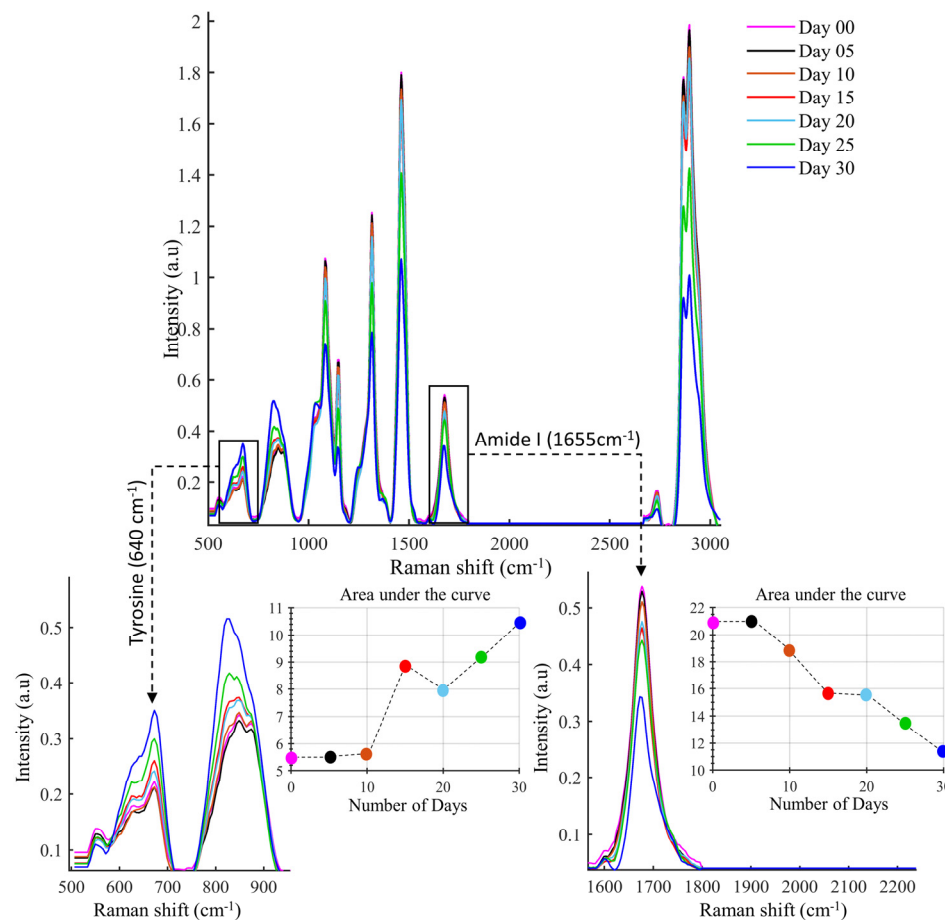 2
1.8
1.6
1.4
1.2
1
0.8
0.6
0.4
0.2
Intensity (a.u)
500 1000 1500 2000 2500 3000
Raman shift (cm-1)
Day 00
Day 05
Day 10
Day 15
Day 20
Day 25
Day 30
Amide I (1655cm-1)
Tyrosine (640 cm-1)
0.5
0.4
0.3
0.2
0.1
Intensity (a.u)
500 600 700 800 900
Raman shift (cm-1)
Area under the curve
11
10
9
8
7
6
5
0 10 20 30
Number of Days
0.5
0.4
0.3
0.2
0.1
Intensity (a.u)
1600 1700 1800 1900 2000 2100 2200
Raman shift (cm-1)
Area under the curve
22
20
18
16
14
12
10
0 10 20 30
Number of Days